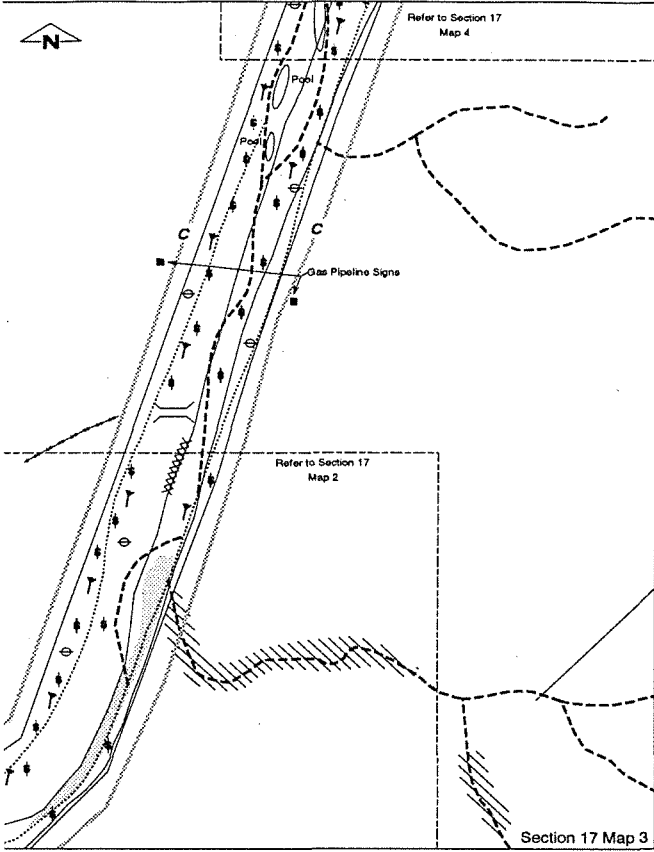 Refer to Section 17
Map 4
N
Pool
Pool
C
C
Gas Pipeline Signs
Refer to Section 17
Map 2
Section 17 Map 3